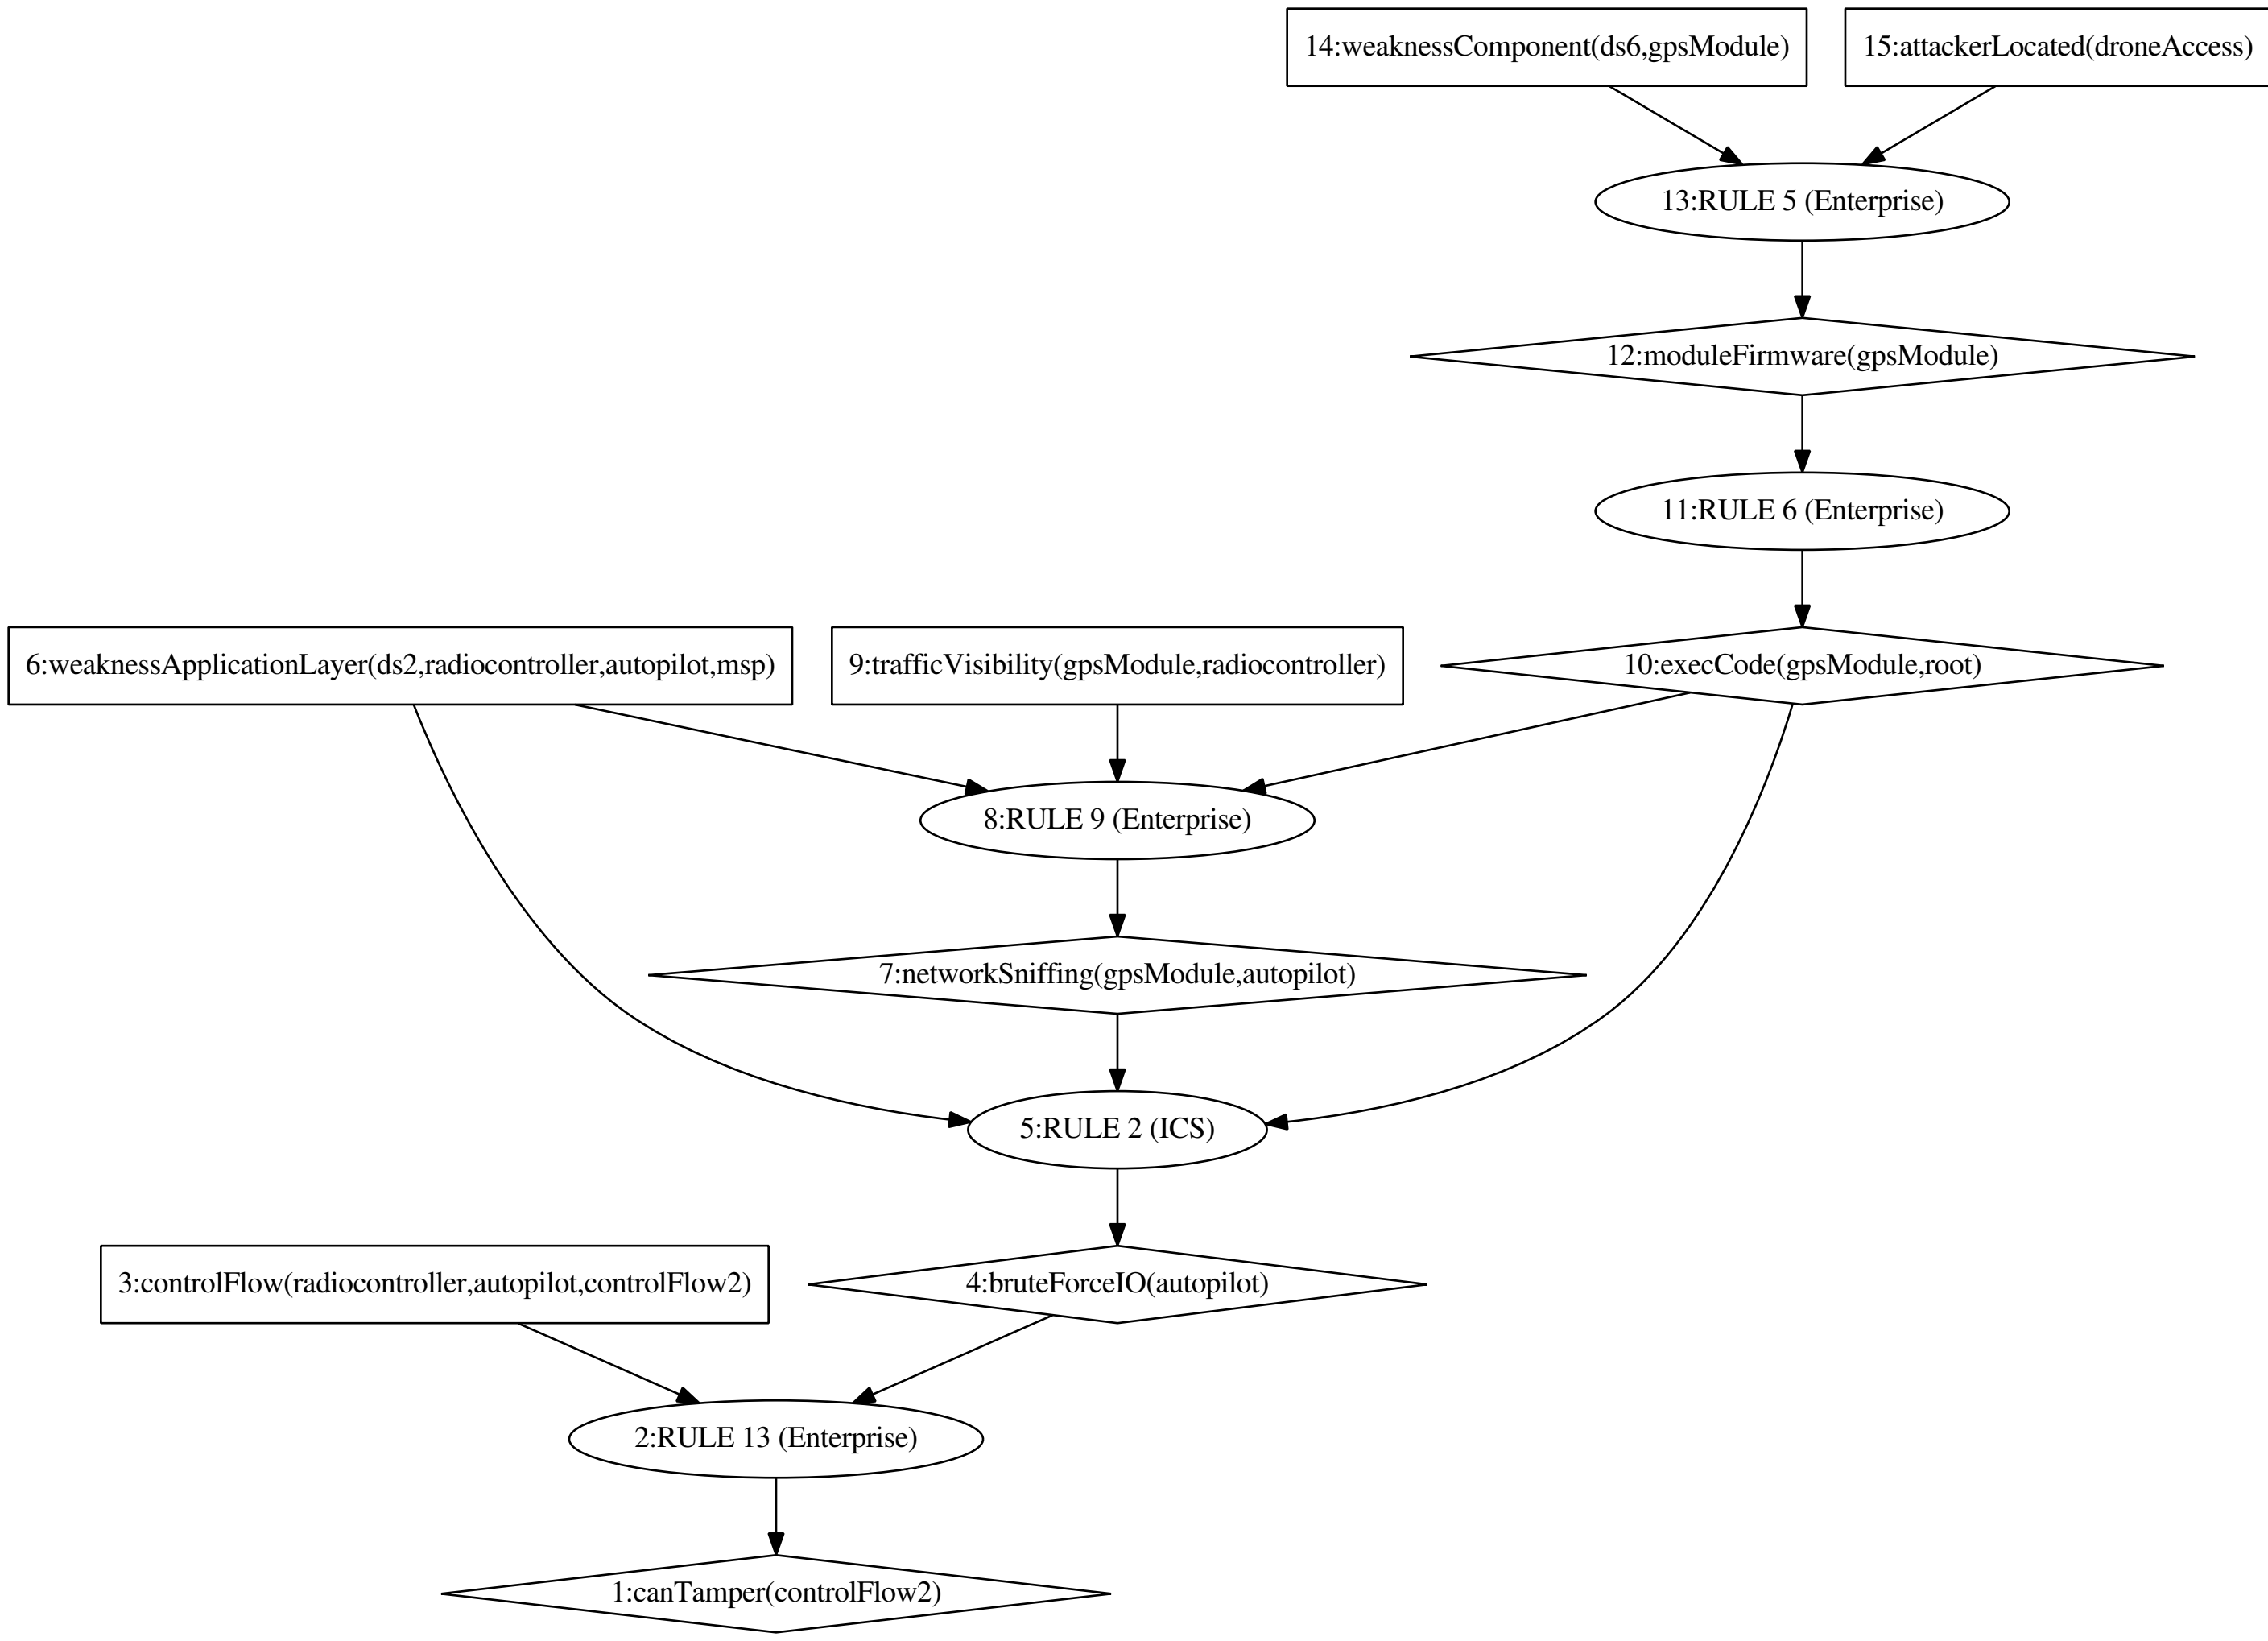 14:weaknessComponent(ds6,gpsModule)
15:attackerLocated(droneAccess)
13:RULE 5 (Enterprise)
12:moduleFirmware(gpsModule)
11:RULE 6 (Enterprise)
6:weaknessApplicationLayer(ds2,radiocontroller,autopilot,msp)
9:trafficVisibility(gpsModule,radiocontroller)
10:execCode(gpsModule,root)
8:RULE 9 (Enterprise)
7:networkSniffing(gpsModule,autopilot)
5:RULE 2 (ICS)
3:controlFlow(radiocontroller,autopilot,controlFlow2)
4:bruteForceIO(autopilot)
2:RULE 13 (Enterprise)
1:canTamper(controlFlow2)